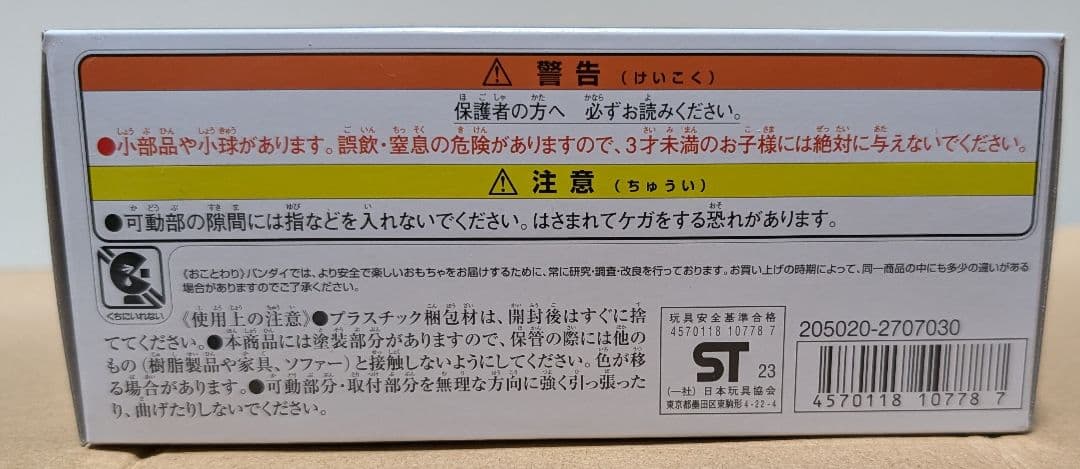 警告(けいこく)
保護者の方へ 必ずお読みください。
●小部品や小球があります。誤飲・窒息の危険がありますので、3才未満のお子様には絶対に与えないでください。
注意(ちゅうい)
●可動部の隙間には指などを入れないでください。はさまれてケガをする恐れがあります。
くちにいれない
《おことわり》バンダイでは、より安全で楽しいおもちゃをお届けするために、常に研究・調査・改良を行っております。お買い上げの時期によって、同一商品の中にも多少の違いがある
場合がありますのでご了承ください。
《使用上の注意》●プラスチック梱包材は、開封後はすぐに捨
ててください。●本商品には塗装部分がありますので、保管の際には他の
もの(樹脂製品や家具、ソファー)と接触しないようにしてください。色が移
る場合があります。●可動部分・取付部分を無理な方向に強く引っ張った
り、曲げたりしないでください。
玩具安全基準合格
4570118 10778 7
ST 23
(一社)日本玩具協会
東京都墨田区東駒形4-22-4
205020-2707030
4570118 10778 7